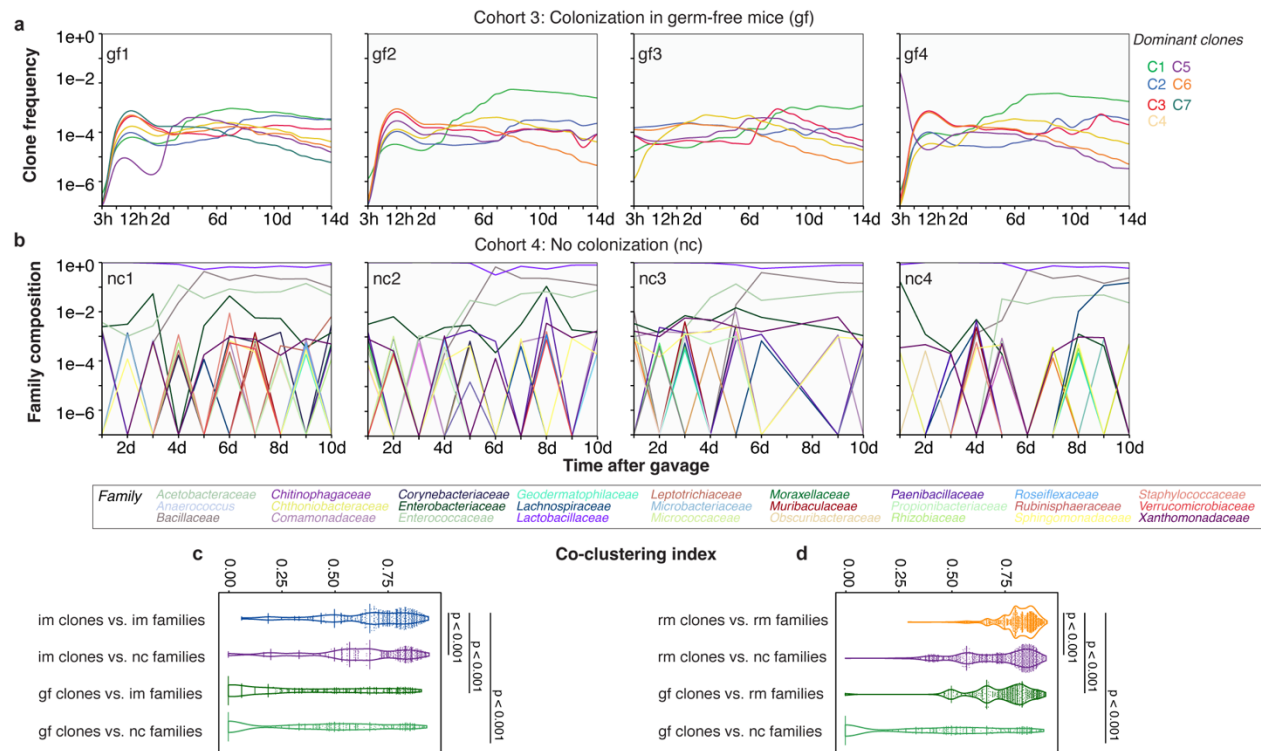 Cohort 3: Colonization in germ-free mice (gf)
a
1e+0
1e-2
1e-4
1e-6
Clone frequency
gf1
gf2
gf3
gf4
Dominant clones
C1 C5
C2 C6
C3 C7
C4
3h 12h 2d 6d 10d 14d
3h 12h 2d 6d 10d 14d
3h 12h 2d 6d 10d 14d
3h 12h 2d 6d 10d 14d
b
Cohort 4: No colonization (nc)
1e+0
1e-2
1e-4
1e-6
Family composition
nc1
nc2
nc3
nc4
2d 4d 6d 8d 10d
2d 4d 6d 8d 10d
2d 4d 6d 8d 10d
2d 4d 6d 8d 10d
Time after gavage
Family Acetobacteraceae Chitinophagaceae Corynebacteriaceae Geodermatophilaceae Leptotrichiaceae Moraxellaceae Paenibacillaceae Roseiflexaceae Staphylococcaceae
Anaerococcus Chthoniobacteraceae Enterobacteriaceae Lachnospiraceae Microbacteriaceae Muribaculaceae Propionibacteriaceae Rubinisphaeraceae Verrucomicrobiaceae
Bacillaceae Comamonadaceae Enterococcaceae Lactobacillaceae Micrococcaceae Obscuribacteraceae Rhizobiaceae Sphingomonadaceae Xanthomonadaceae
Co-clustering index
c
0.00 0.25 0.50 0.75
im clones vs. im families
im clones vs. nc families
gf clones vs. im families
gf clones vs. nc families
p < 0.001
p < 0.001
p < 0.001
d
0.00 0.25 0.50 0.75
rm clones vs. rm families
rm clones vs. nc families
gf clones vs. rm families
gf clones vs. nc families
p < 0.001
p < 0.001
p < 0.001